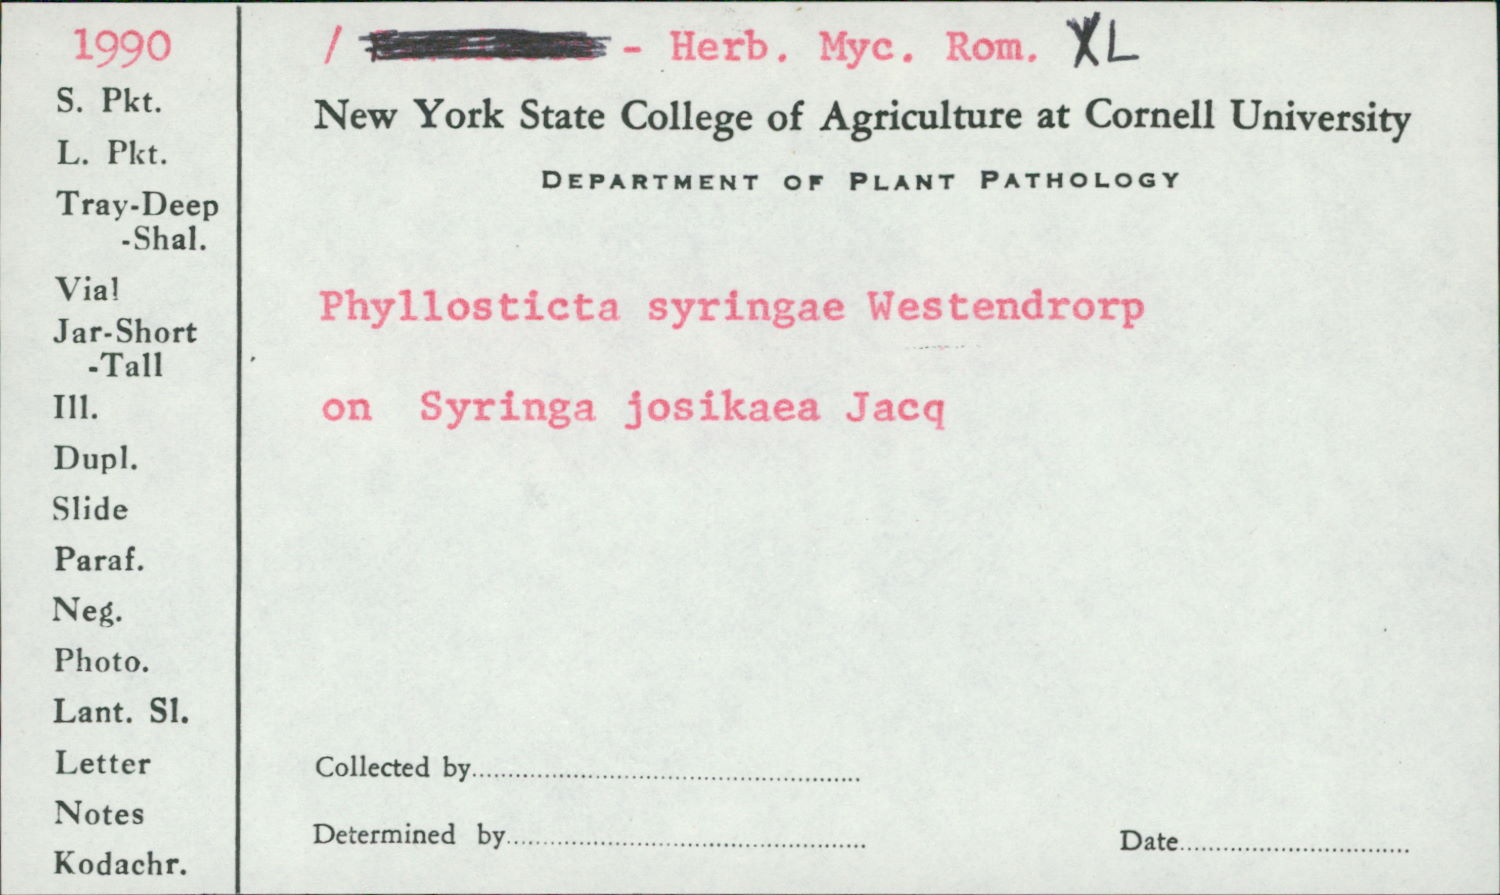 1990
/ - Herb. Myc. Rom. XL
New York State College of Agriculture at Cornell University
DEPARTMENT OF PLANT PATHOLOGY
S. Pkt.
L. Pkt.
Tray-Deep
-Shal.
Vial
Jar-Short
-Tall
Ill.
Dupl.
Slide
Paraf.
Neg.
Photo.
Lant. Sl.
Letter
Notes
Kodachr.
Phyllosticta syringae Westendrorp
on Syringa josikaea Jacq
Collected by
Determined by
Date